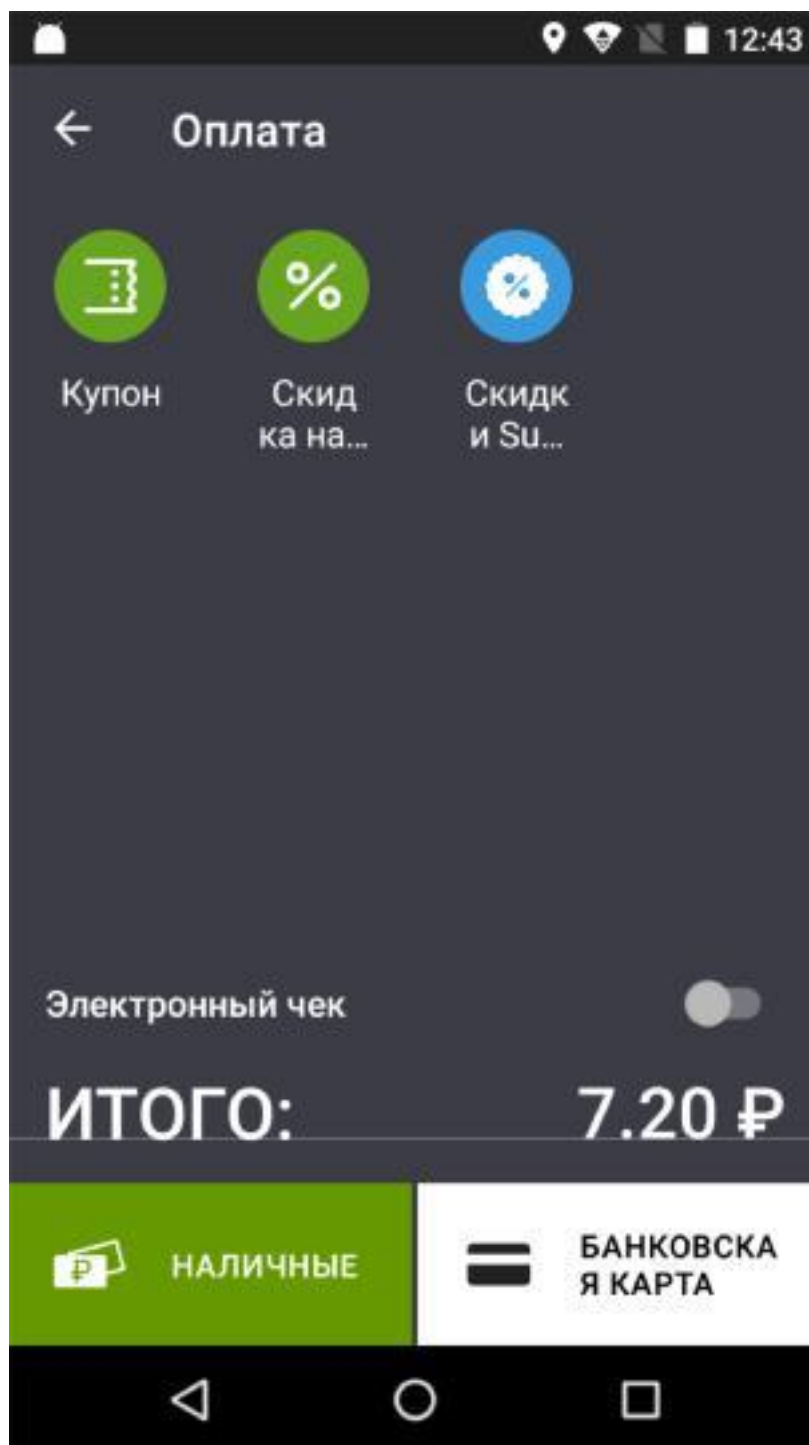 12:43
Оплата
Купон
Скид
ка на...
Скидк
и Su...
Электронный чек
ИТОГО: 7.20 ₽
НАЛИЧНЫЕ
БАНКОВСКА
Я КАРТА